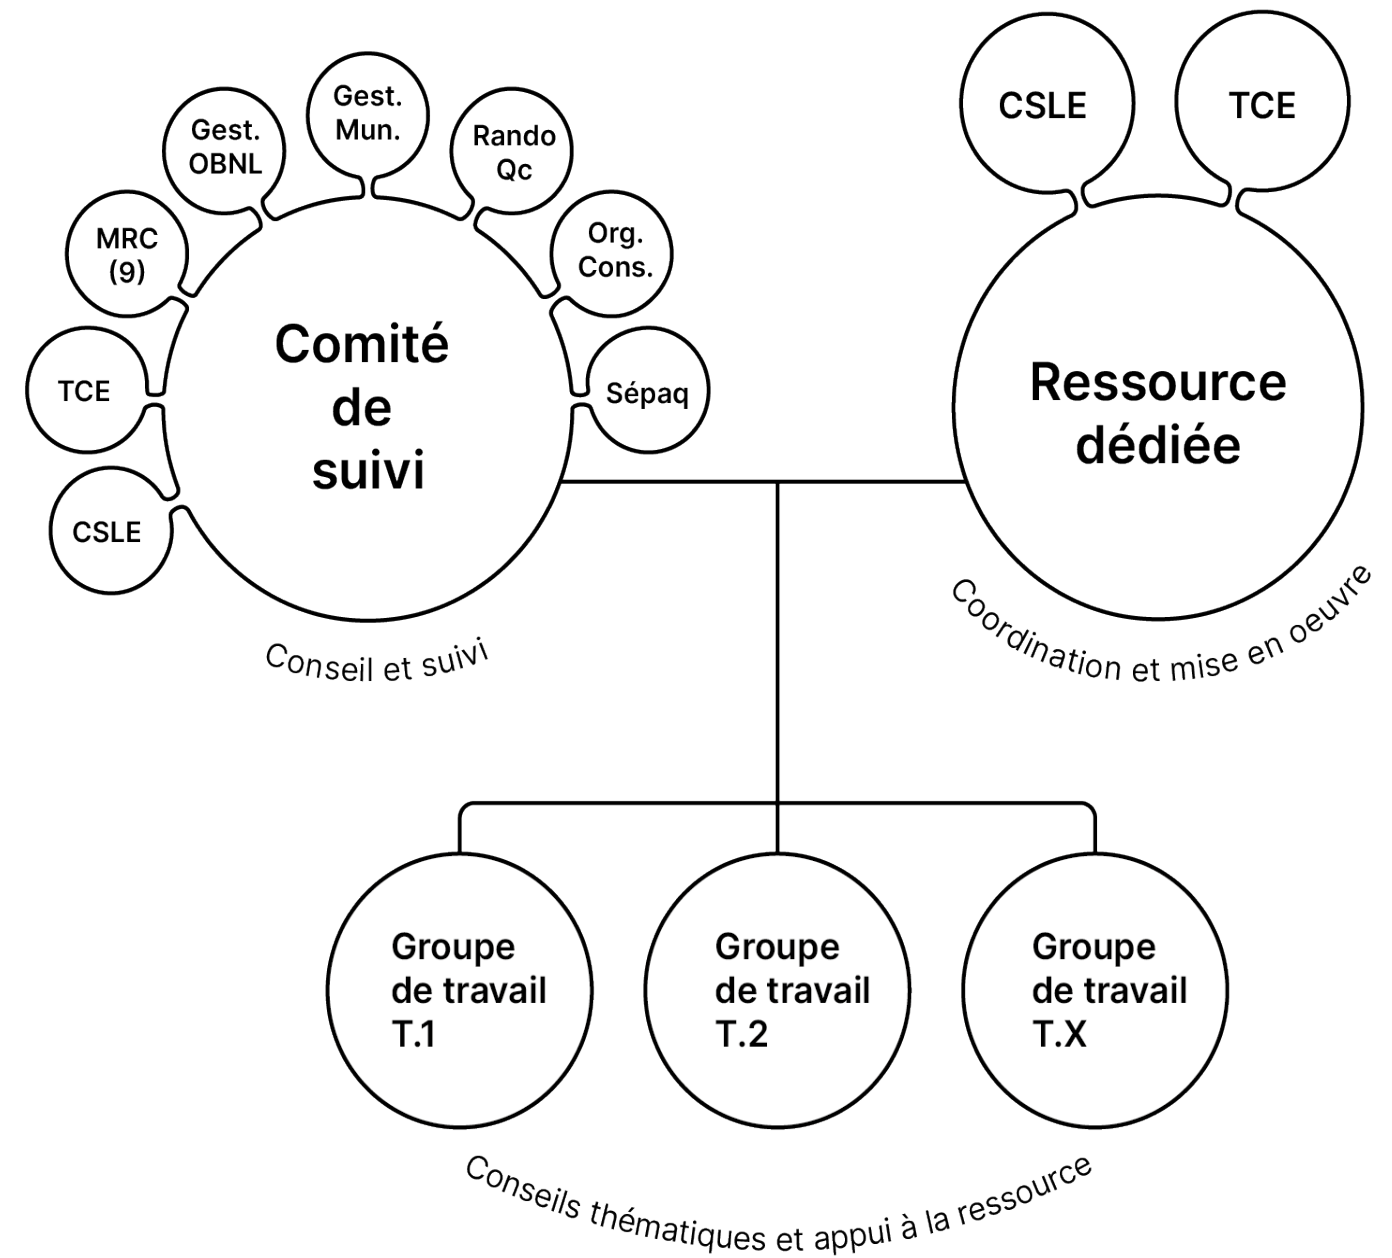 Gest.
Mun.
Gest.
OBNL
Rando
Qc
MRC
(9)
Org.
Cons.
TCE
Sépaq
CSLE
Comité
de
suivi
Conseil et suivi
CSLE
TCE
Ressource
dédiée
Coordination et mise en oeuvre
Groupe
de travail
T.1
Groupe
de travail
T.2
Groupe
de travail
T.X
Conseils thématiques et appui à la ressource